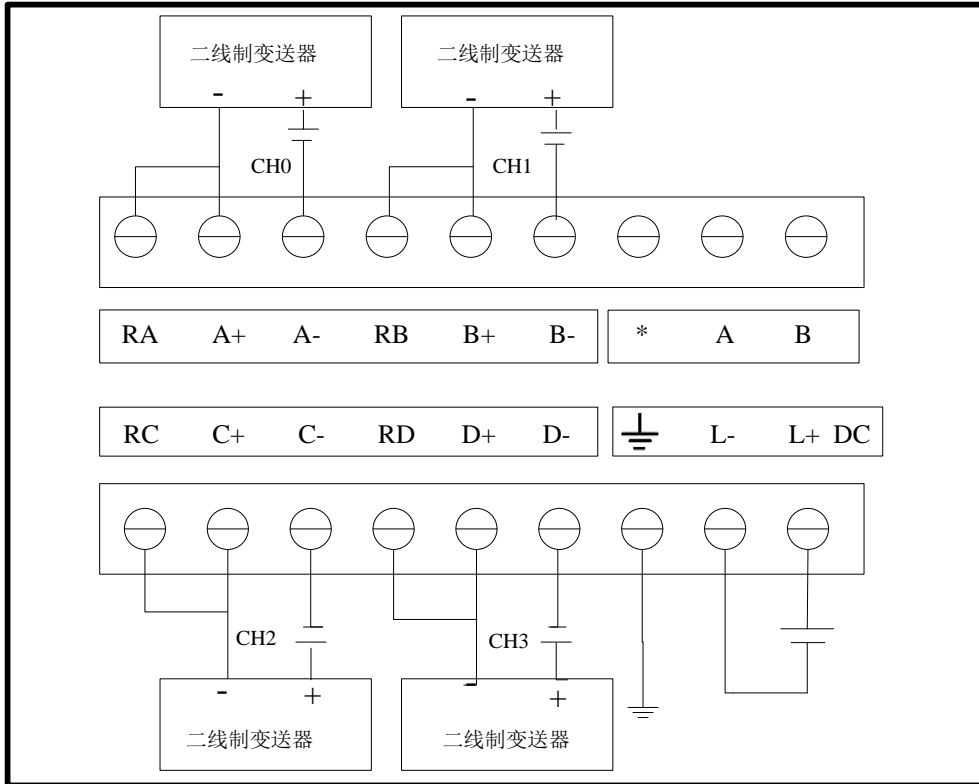 二线制变送器 二线制变送器
- + - +
CH0 CH1
RA A+ A- RB B+ B- * A B
RC C+ C- RD D+ D- L- L+ DC
CH2 CH3
- + - +
二线制变送器 二线制变送器